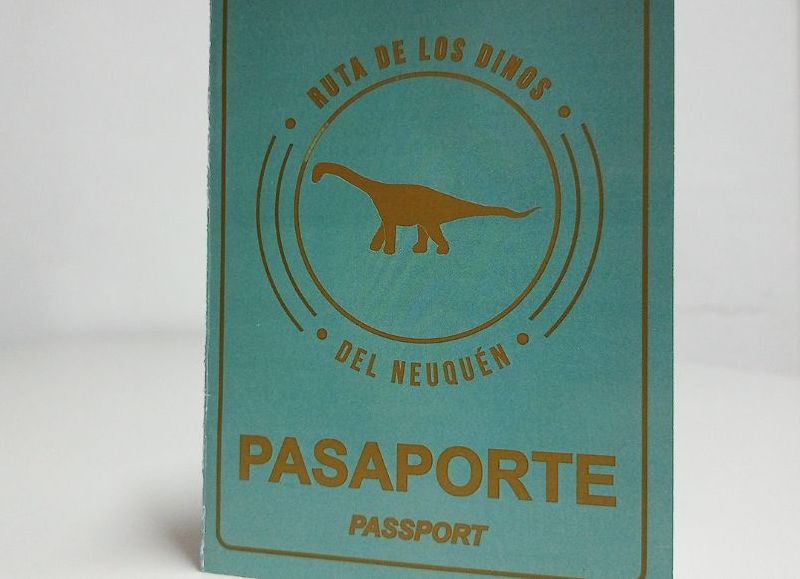 RUTA DE LOS DINOS
DEL NEUQUÉN
PASAPORTE
PASSPORT